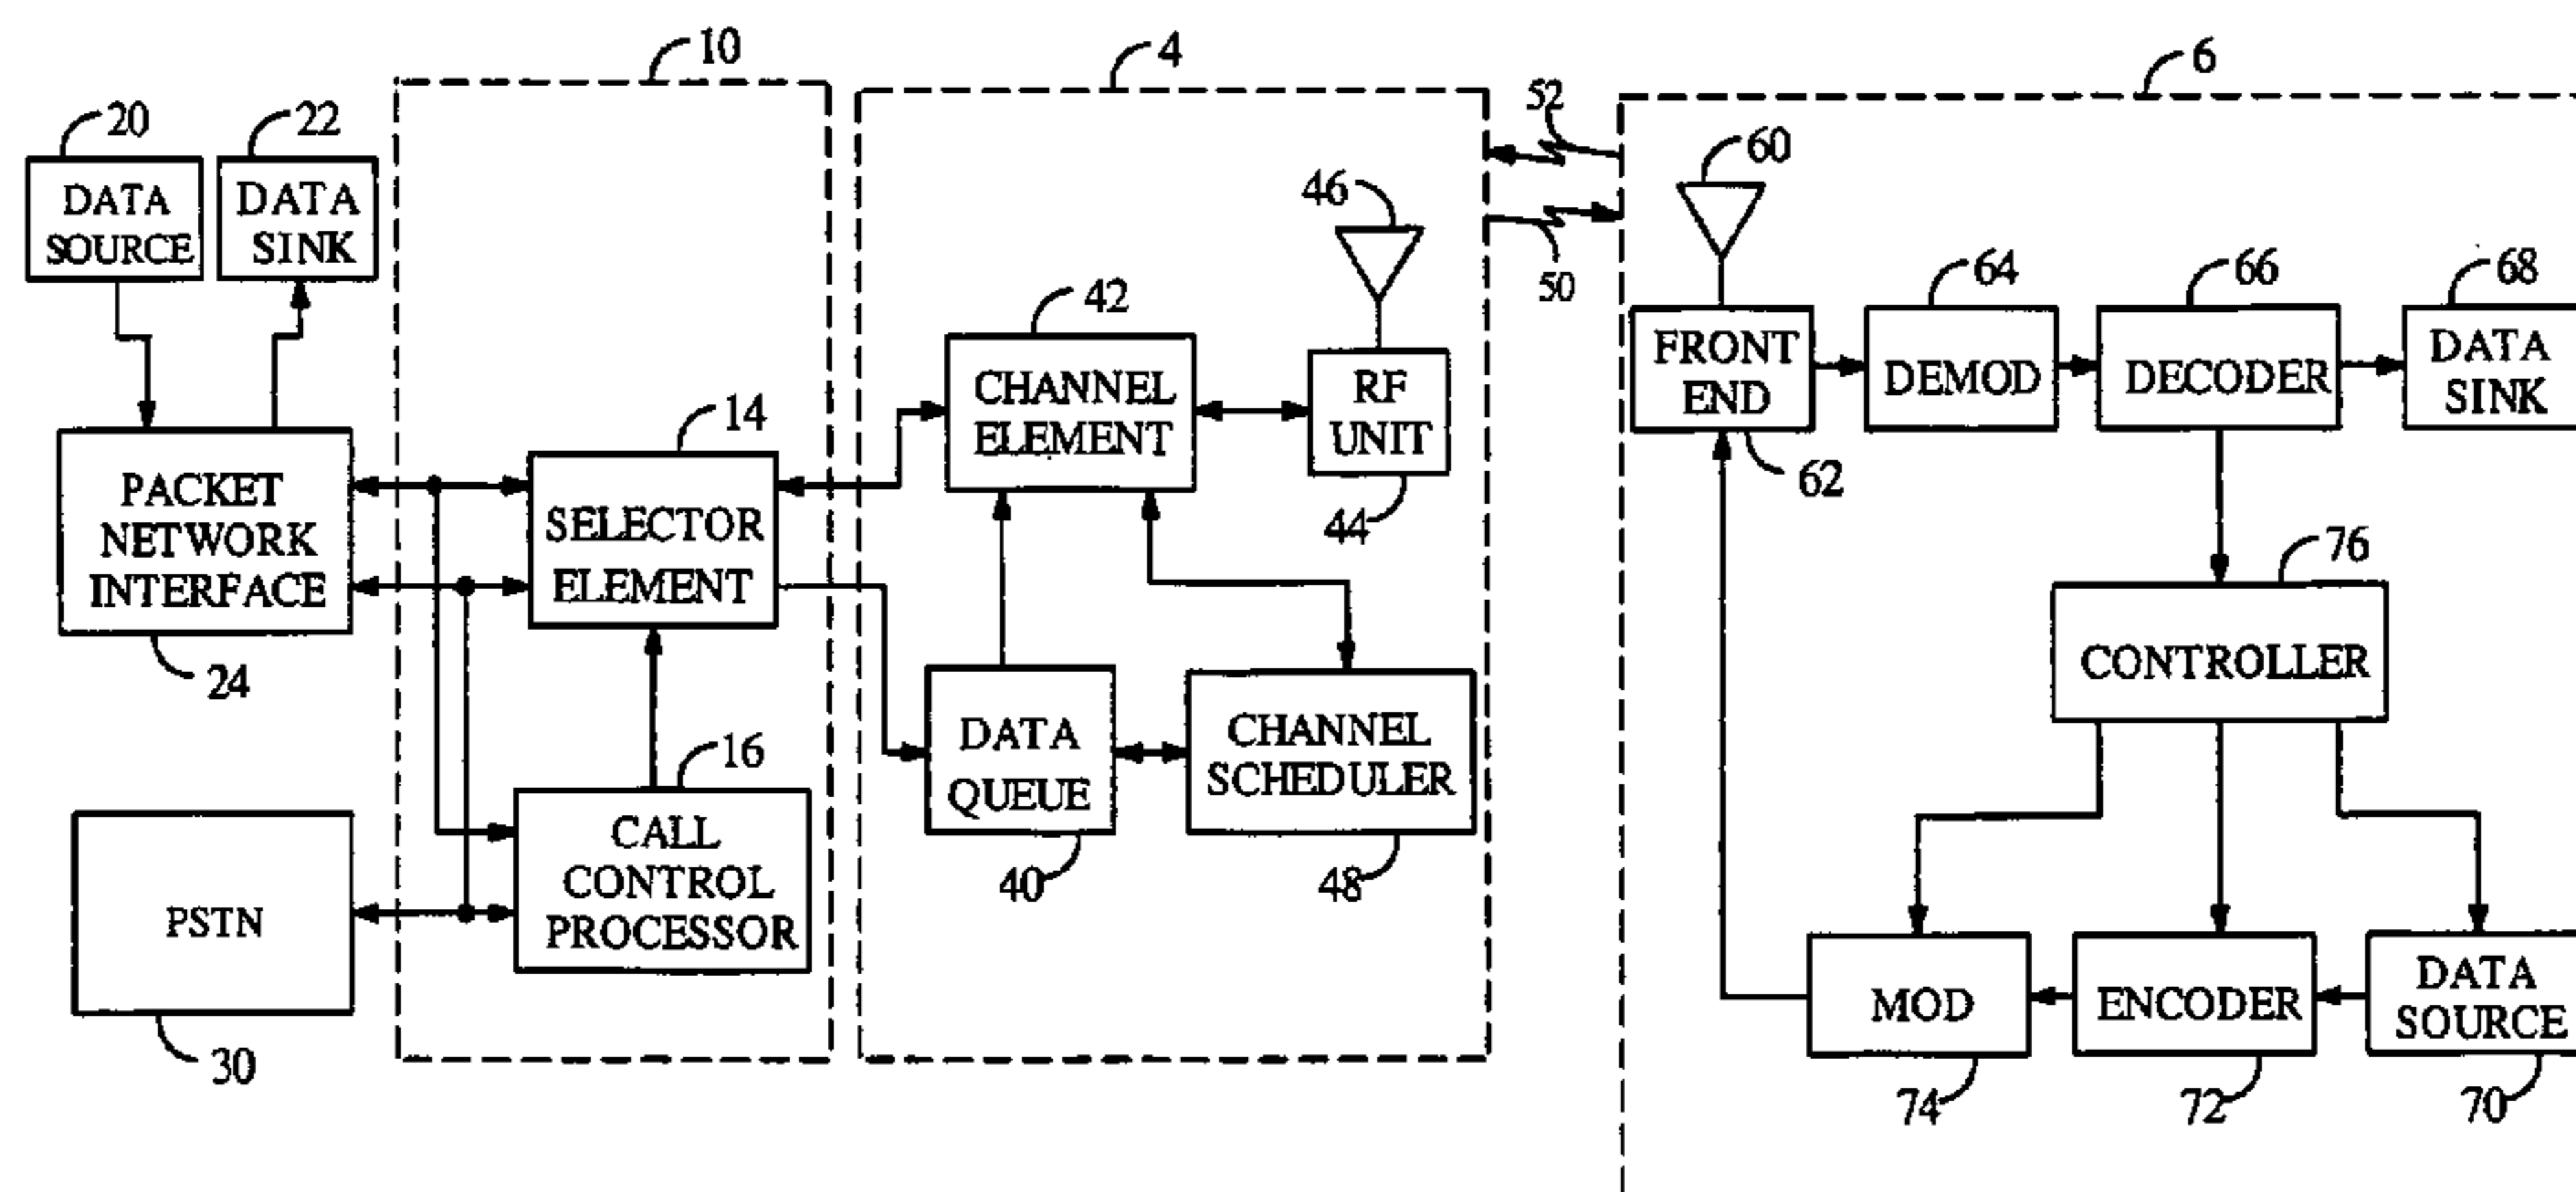 10
4
6
20
22
52
60
DATA
SOURCE
DATA
SINK
46
50
64
66
68
42
FRONT
END
DEMOD
DECODER
DATA
SINK
CHANNEL
ELEMENT
RF
UNIT
14
62
44
PACKET
NETWORK
INTERFACE
SELECTOR
ELEMENT
76
24
CONTROLLER
16
DATA
QUEUE
CHANNEL
SCHEDULER
CALL
CONTROL
PROCESSOR
40
48
PSTN
MOD
ENCODER
DATA
SOURCE
30
74
72
70